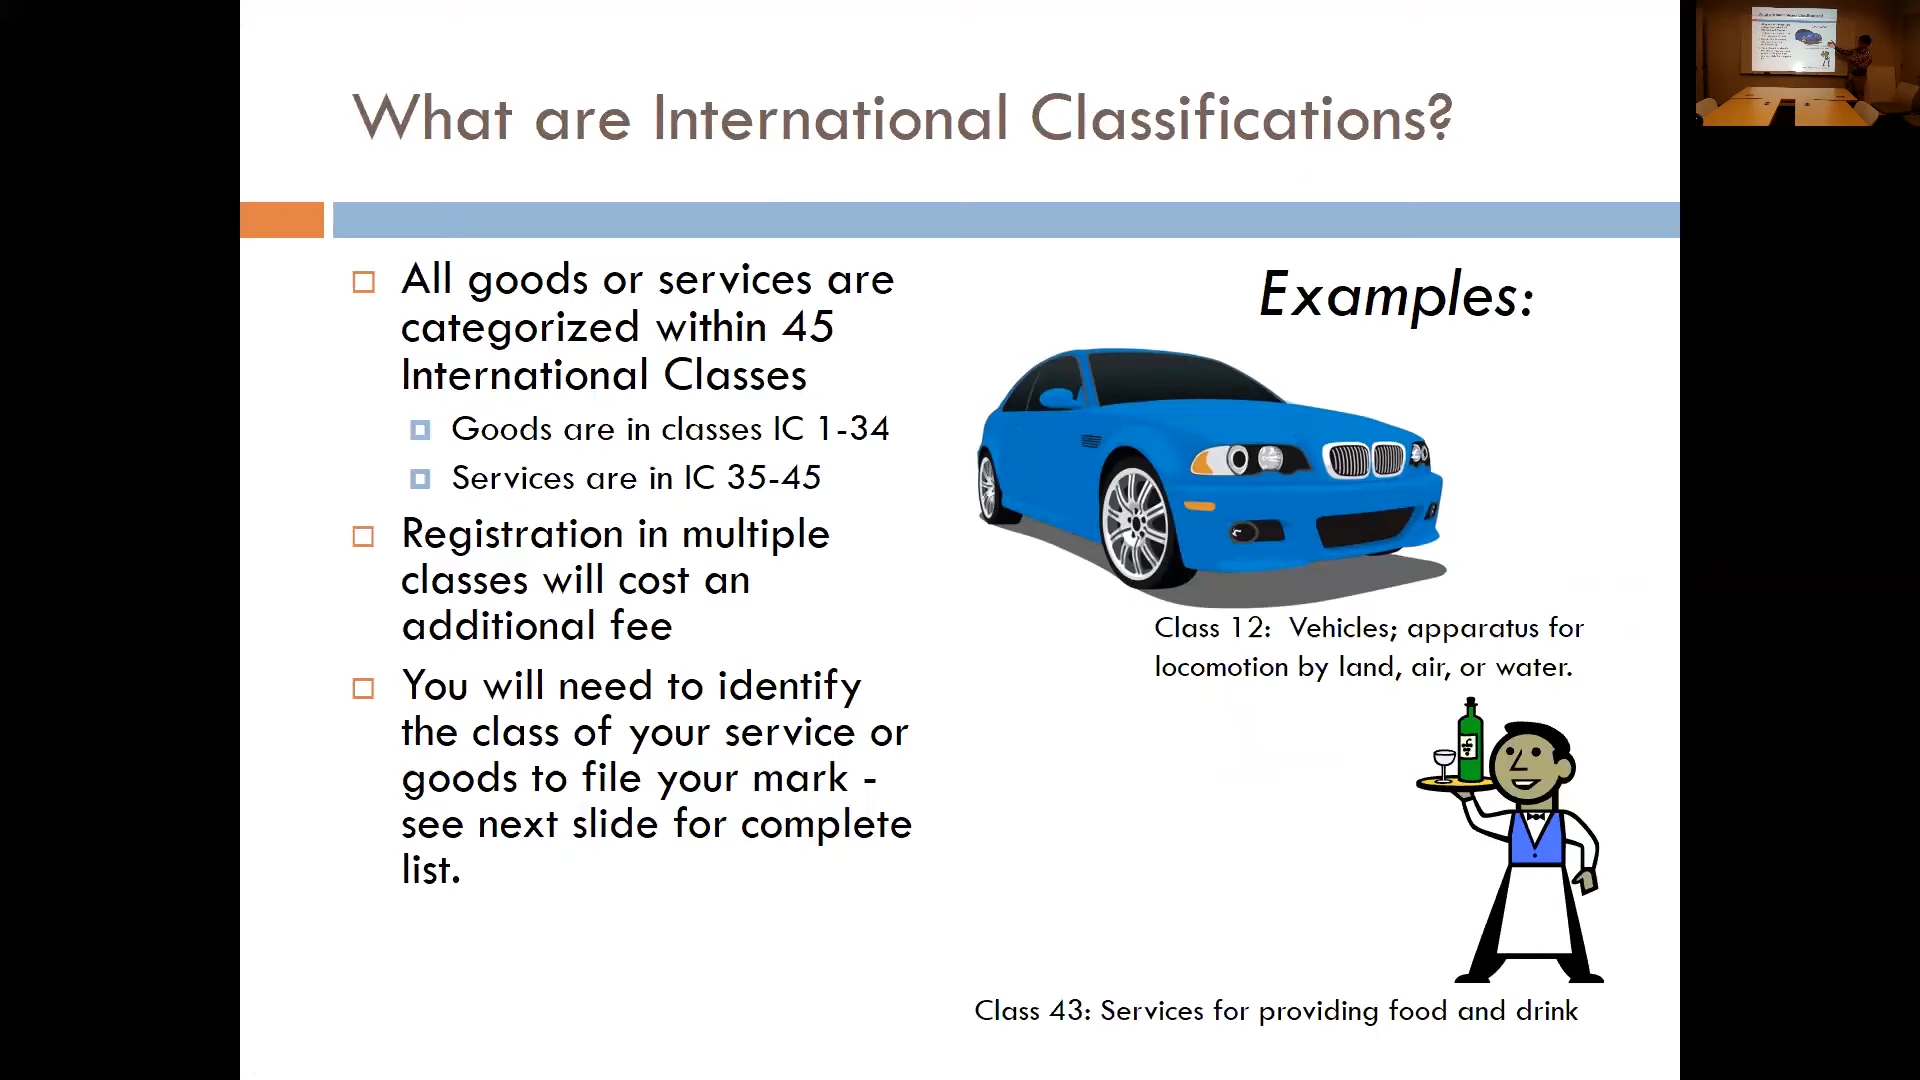 What are International Classifications?
All goods or services are
categorized within 45
International Classes
Goods are in classes IC 1-34
Services are in IC 35-45
Registration in multiple
classes will cost an
additional fee
You will need to identify
the class of your service or
goods to file your mark -
see next slide for complete
list.
Examples:
Class 12:  Vehicles; apparatus for
locomotion by land, air, or water.
Class 43: Services for providing food and drink